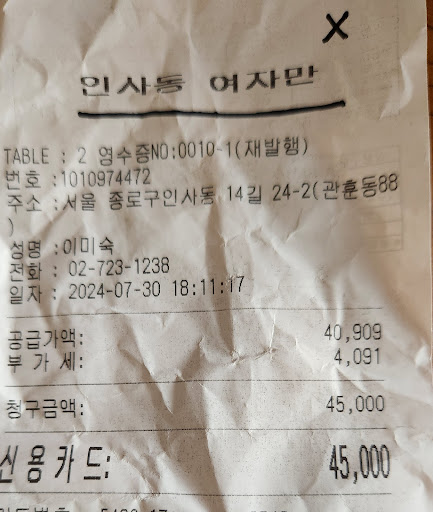 X
인사동 여자만
TABLE : 2 영수증NO:0010-1(재발행)
번호 :1010974472
주소 :서울 종로구인사동 14길 24-2(관훈동88
)
성명 :이미숙
전화 : 02-723-1238
일자 : 2024-07-30 18:11:17
공급가액: 40,909
부 가 세: 4,091
청구금액: 45,000
신용카드: 45,000